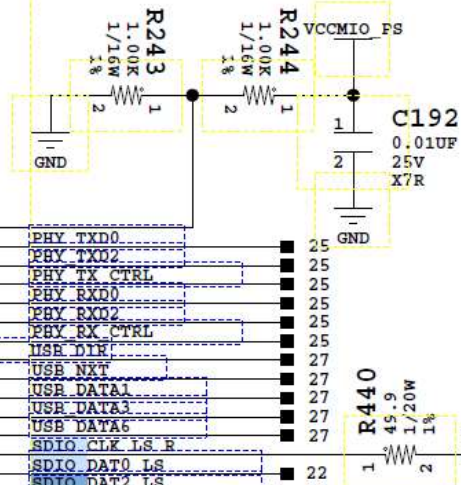 R243
1.00K
1/16W
1%
2
1
R244
1.00K
1/16W
1%
2
1
VCCMIO_PS
GND
1
2
C192
0.01UF
25V
X7R
GND
PHY_TXD0 25
PHY_TXD2 25
PHY_TX_CTRL 25
PHY_RXD0 25
PHY_RXD2 25
PHY_RX_CTRL 25
USB_DIR 27
USB_NXT 27
USB_DATA1 27
USB_DATA3 27
USB_DATA6 27
SDIO_CLK_LS_R
SDIO_DAT0_LS 22
SDIO_DAT2_LS
R440
49.9
1/20W
1%
1
2